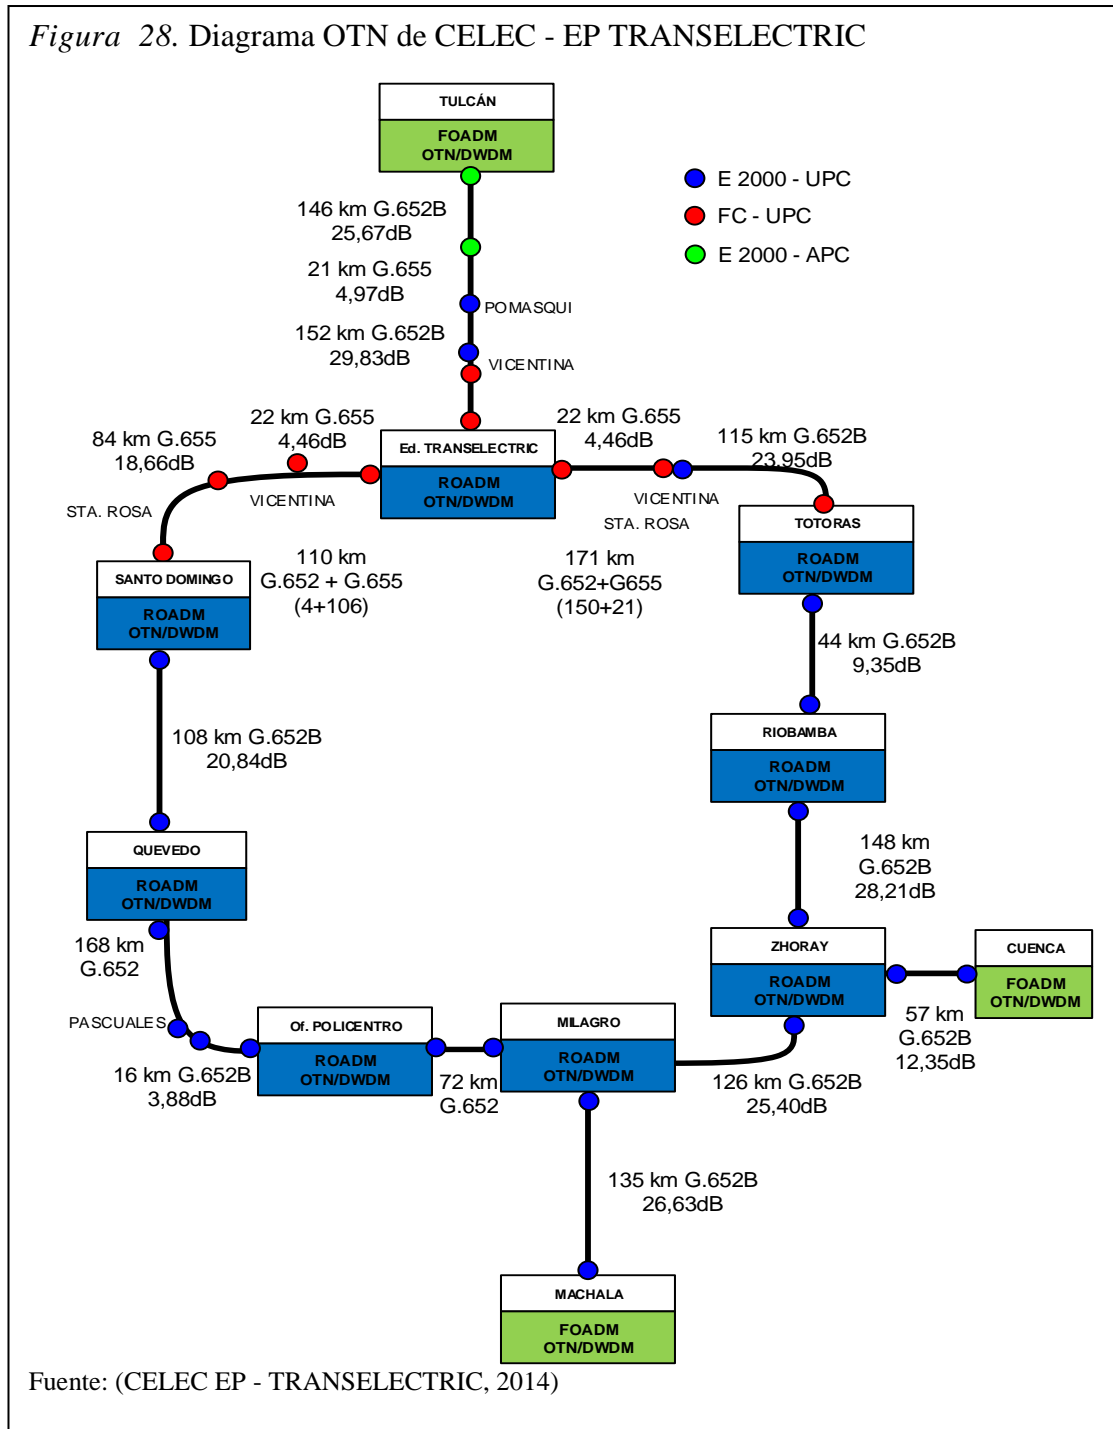 Figura 28. Diagrama OTN de CELEC - EP TRANSELECTRIC
TULCÁN
FOADM
OTN/DWDM
E 2000 - UPC
FC - UPC
E 2000 - APC
146 km G.652B
25,67dB
21 km G.655
4,97dB
POMASQUI
152 km G.652B
29,83dB
VICENTINA
22 km G.655
4,46dB
84 km G.655
18,66dB
VICENTINA
STA. ROSA
Ed. TRANSELECTRIC
ROADM
OTN/DWDM
22 km G.655
4,46dB
115 km G.652B
23,95dB
VICENTINA
STA. ROSA
TOTORAS
ROADM
OTN/DWDM
SANTO DOMINGO
ROADM
OTN/DWDM
110 km
G.652 + G.655
(4+106)
171 km
G.652+G655
(150+21)
44 km G.652B
9,35dB
RIOBAMBA
ROADM
OTN/DWDM
108 km G.652B
20,84dB
QUEVEDO
ROADM
OTN/DWDM
148 km
G.652B
28,21dB
ZHORAY
ROADM
OTN/DWDM
CUENCA
FOADM
OTN/DWDM
57 km
G.652B
12,35dB
168 km
G.652
PASCUALES
16 km G.652B
3,88dB
Of. POLICENTRO
ROADM
OTN/DWDM
72 km
G.652
MILAGRO
ROADM
OTN/DWDM
126 km G.652B
25,40dB
135 km G.652B
26,63dB
MACHALA
FOADM
OTN/DWDM
Fuente: (CELEC EP - TRANSELECTRIC, 2014)